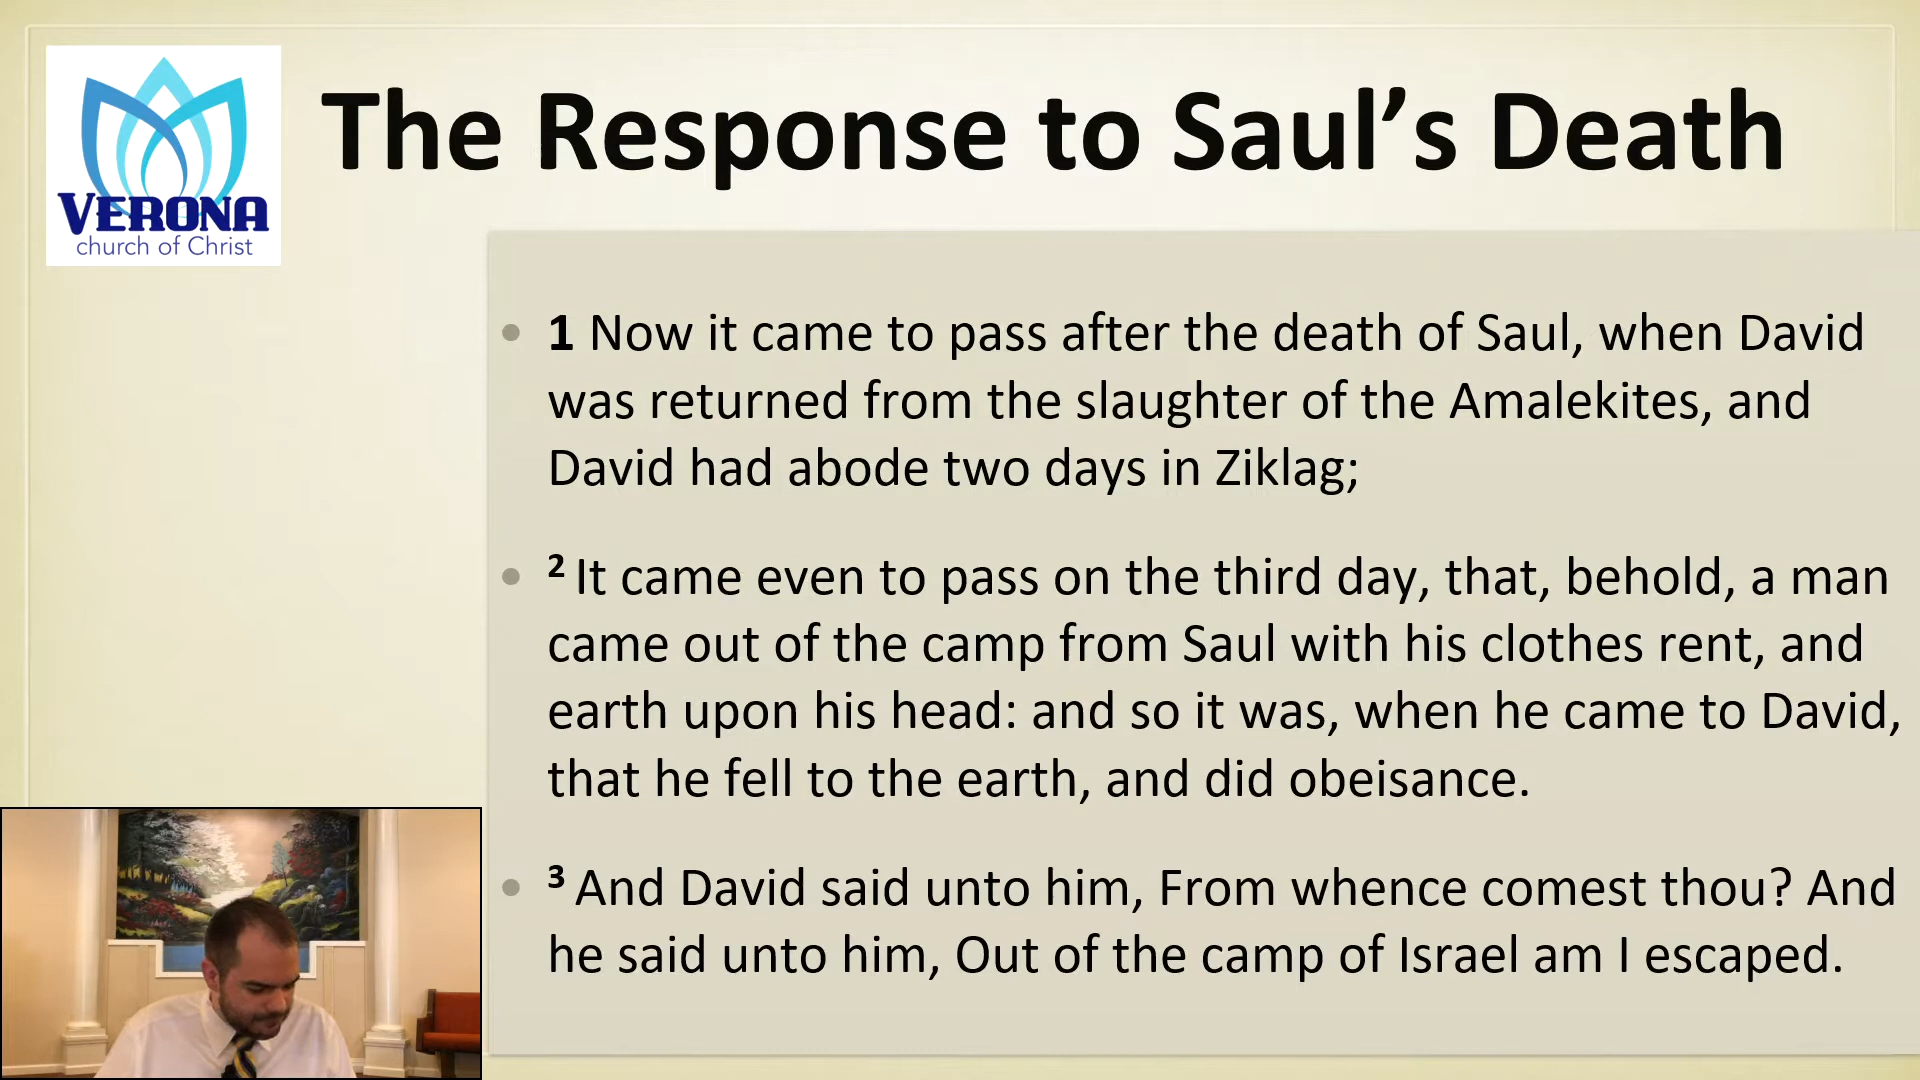 VERONA
church of Christ
The Response to Saul’s Death
• 1 Now it came to pass after the death of Saul, when David
was returned from the slaughter of the Amalekites, and
David had abode two days in Ziklag;
• ² It came even to pass on the third day, that, behold, a man
came out of the camp from Saul with his clothes rent, and
earth upon his head: and so it was, when he came to David,
that he fell to the earth, and did obeisance.
• ³ And David said unto him, From whence comest thou? And
he said unto him, Out of the camp of Israel am I escaped.